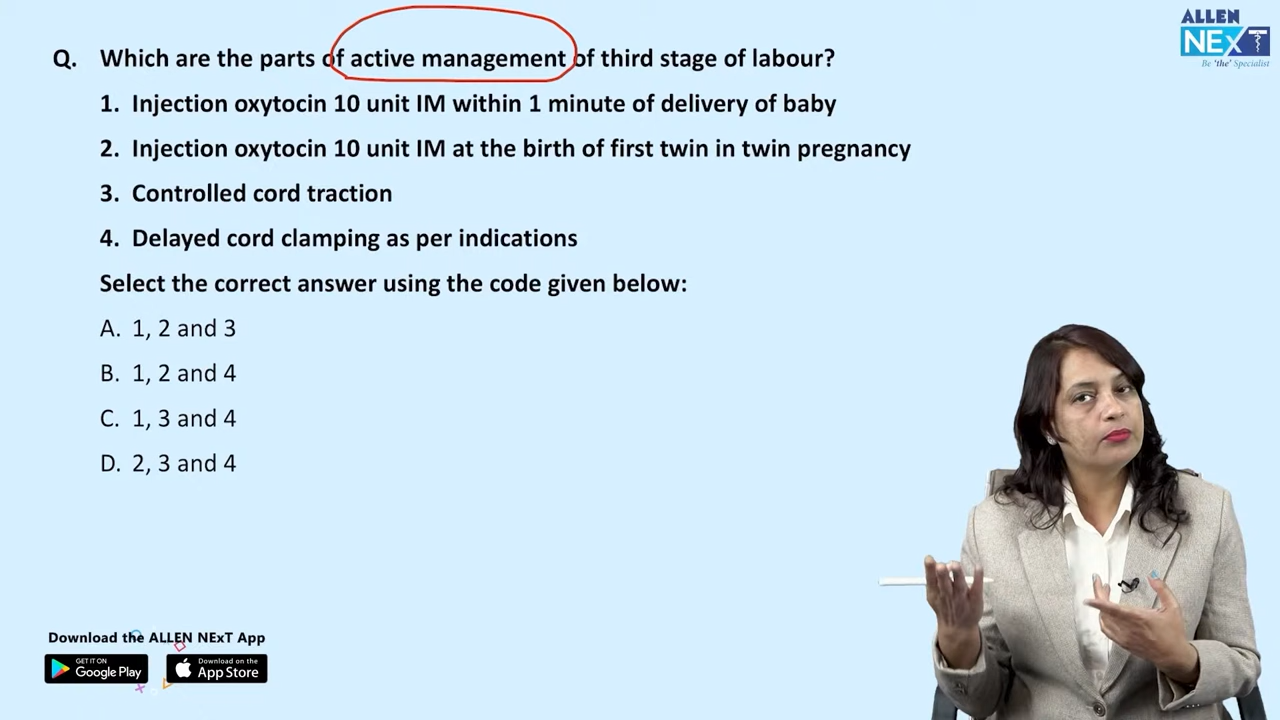 ALLEN
NEXT
Be 'the' Specialist
Q. Which are the parts of active management of third stage of labour?
1. Injection oxytocin 10 unit IM within 1 minute of delivery of baby
2. Injection oxytocin 10 unit IM at the birth of first twin in twin pregnancy
3. Controlled cord traction
4. Delayed cord clamping as per indications
Select the correct answer using the code given below:
A. 1, 2 and 3
B. 1, 2 and 4
C. 1, 3 and 4
D. 2, 3 and 4
Download the ALLEN NExT App
GET IT ON
Google Play
Download on the
App Store